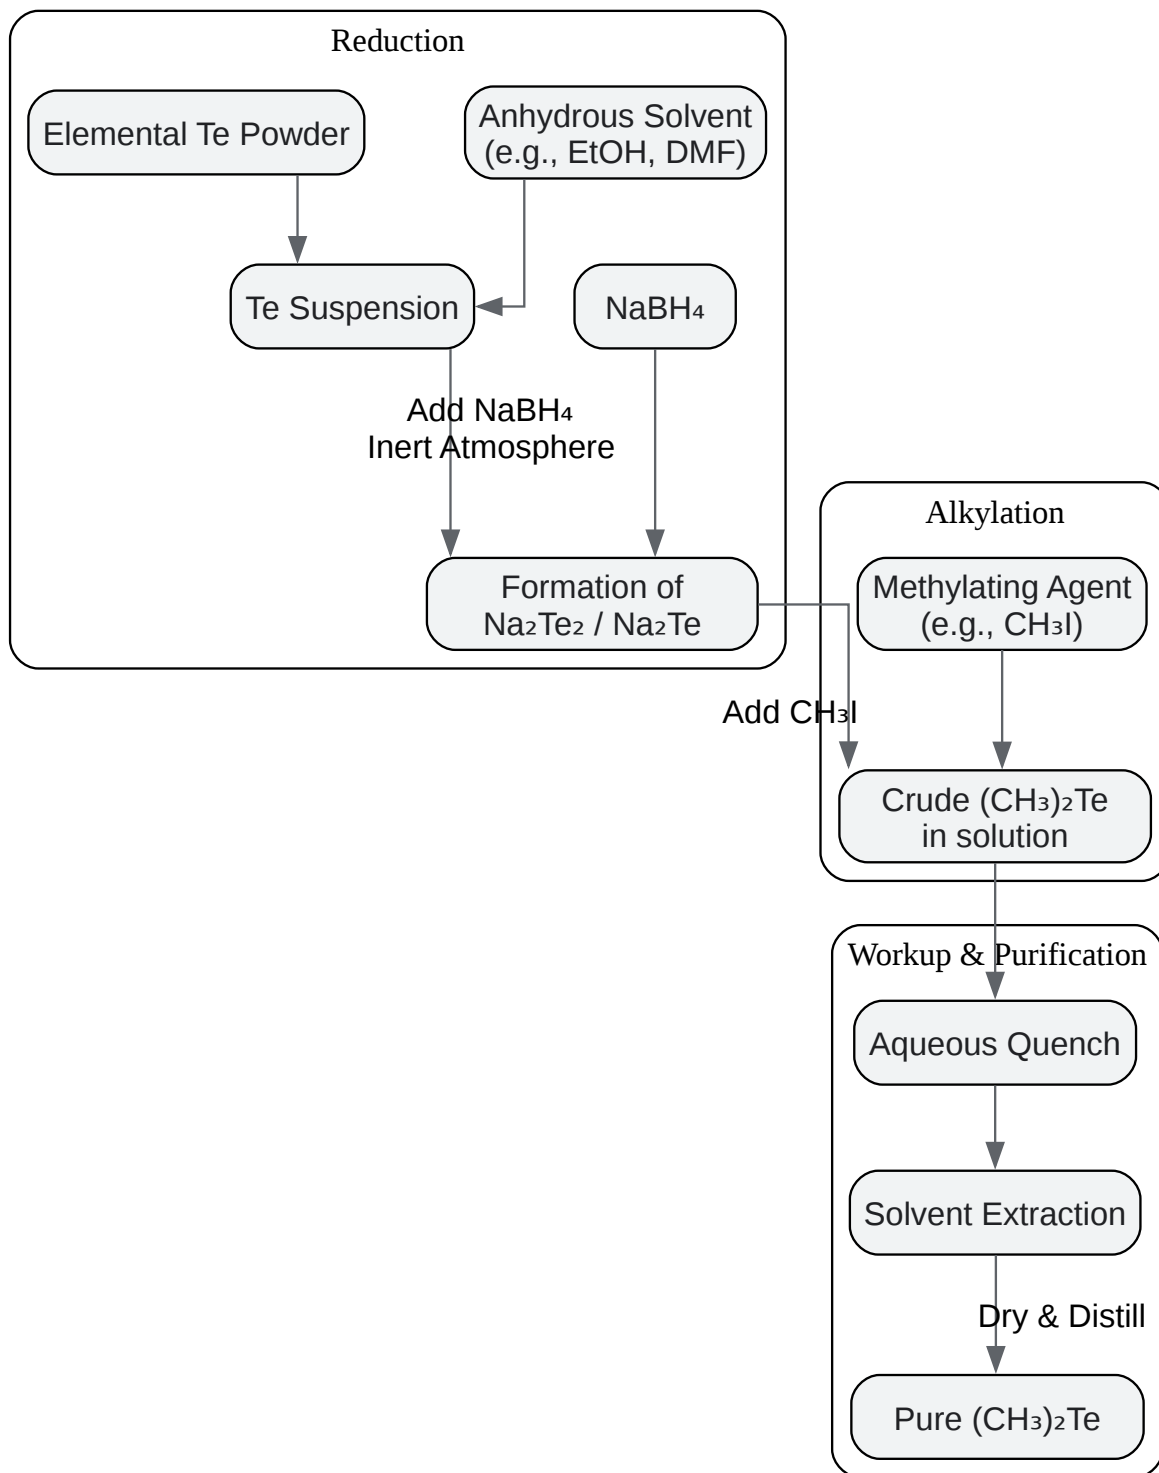 Reduction
Elemental Te Powder
Anhydrous Solvent
(e.g., EtOH, DMF)
Te Suspension
NaBH₄
Add NaBH₄
Inert Atmosphere
Formation of
Na₂Te₂ / Na₂Te
Alkylation
Methylating Agent
(e.g., CH₃I)
Add CH₃I
Crude (CH₃)₂Te
in solution
Workup & Purification
Aqueous Quench
Solvent Extraction
Dry & Distill
Pure (CH₃)₂Te